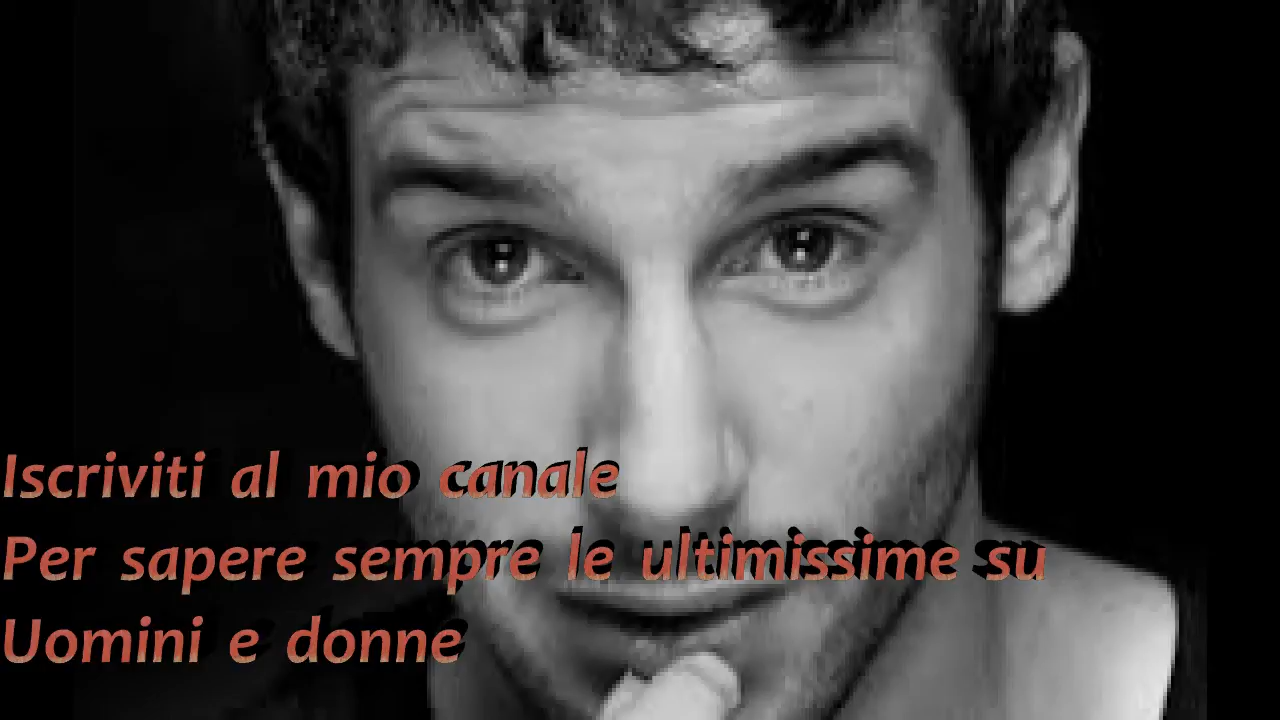 Iscriviti al mio canale
Per sapere sempre le ultimissime su
Uomini e donne